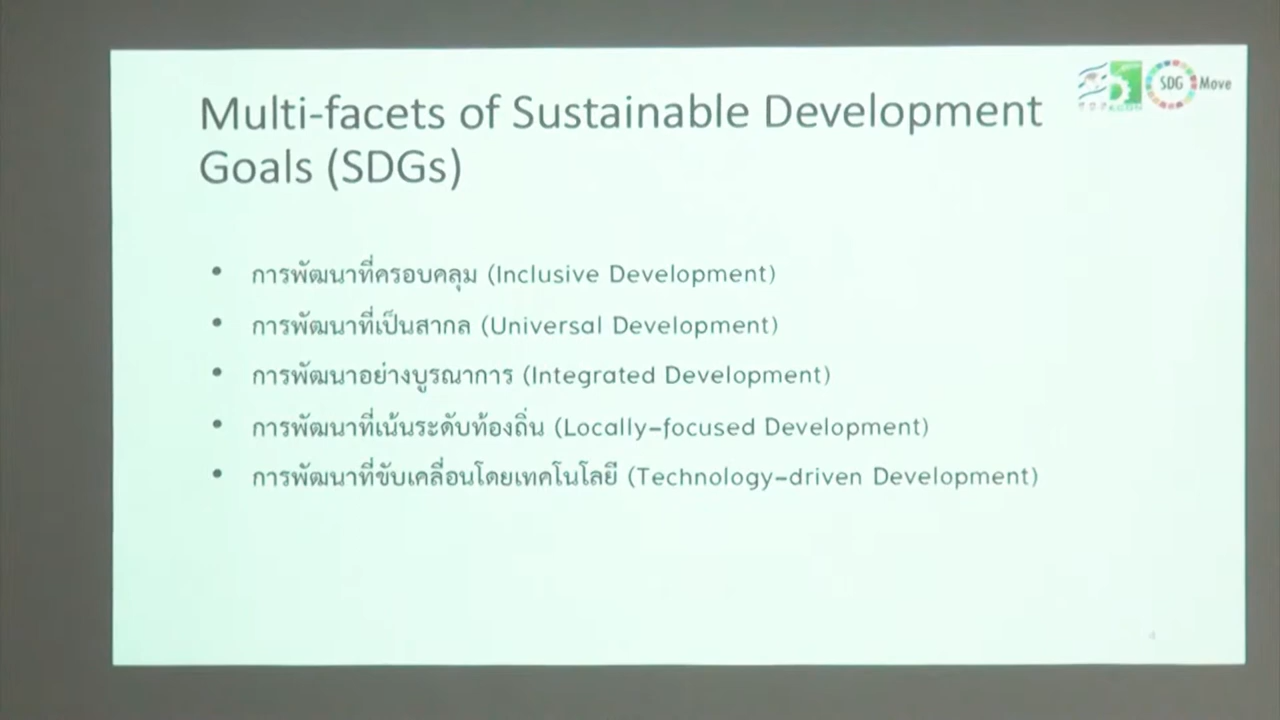 Multi-facets of Sustainable Development
Goals (SDGs)
SDG Move
• การพัฒนาที่ครอบคลุม (Inclusive Development)
• การพัฒนาที่เป็นสากล (Universal Development)
• การพัฒนาอย่างบูรณาการ (Integrated Development)
• การพัฒนาที่เน้นระดับท้องถิ่น (Locally-focused Development)
• การพัฒนาที่ขับเคลื่อนโดยเทคโนโลยี (Technology-driven Development)
4